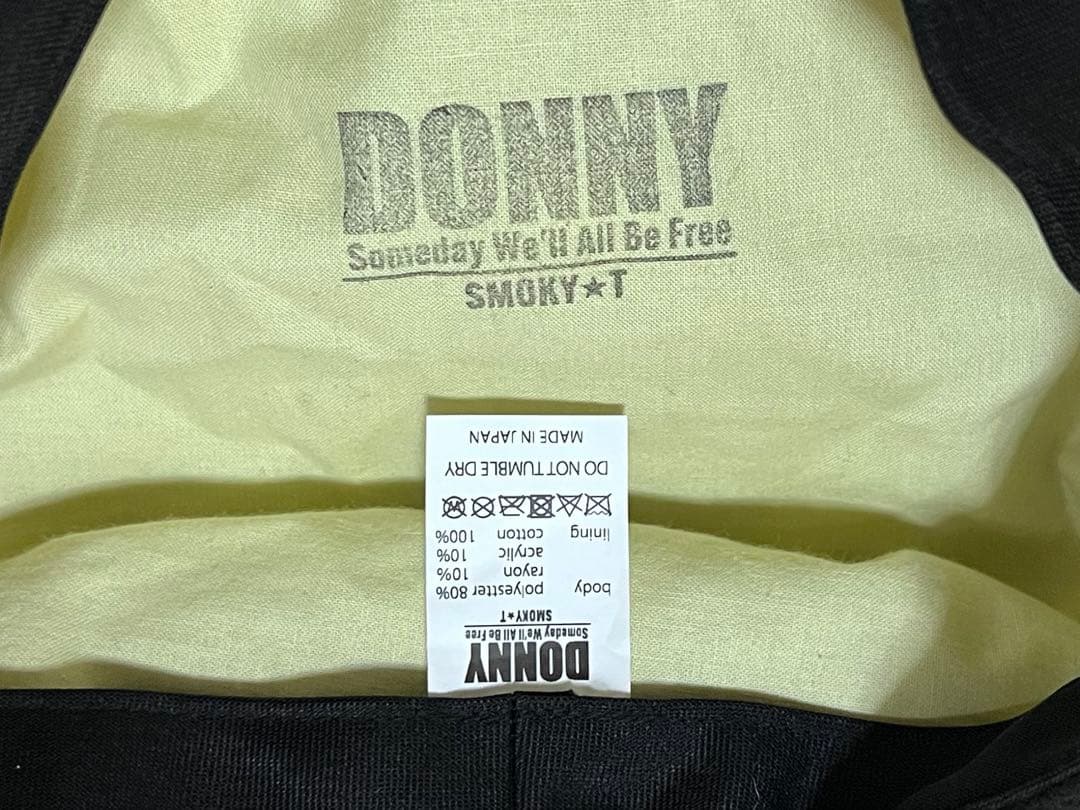 DONNY
Someday We'll All Be Free
SMOKY★T
DONNY
Someday We'll All Be Free
SMOKY★T
body polyestter 80%
rayon 10%
acrylic 10%
lining cotton 100%
DO NOT TUMBLE DRY
MADE IN JAPAN